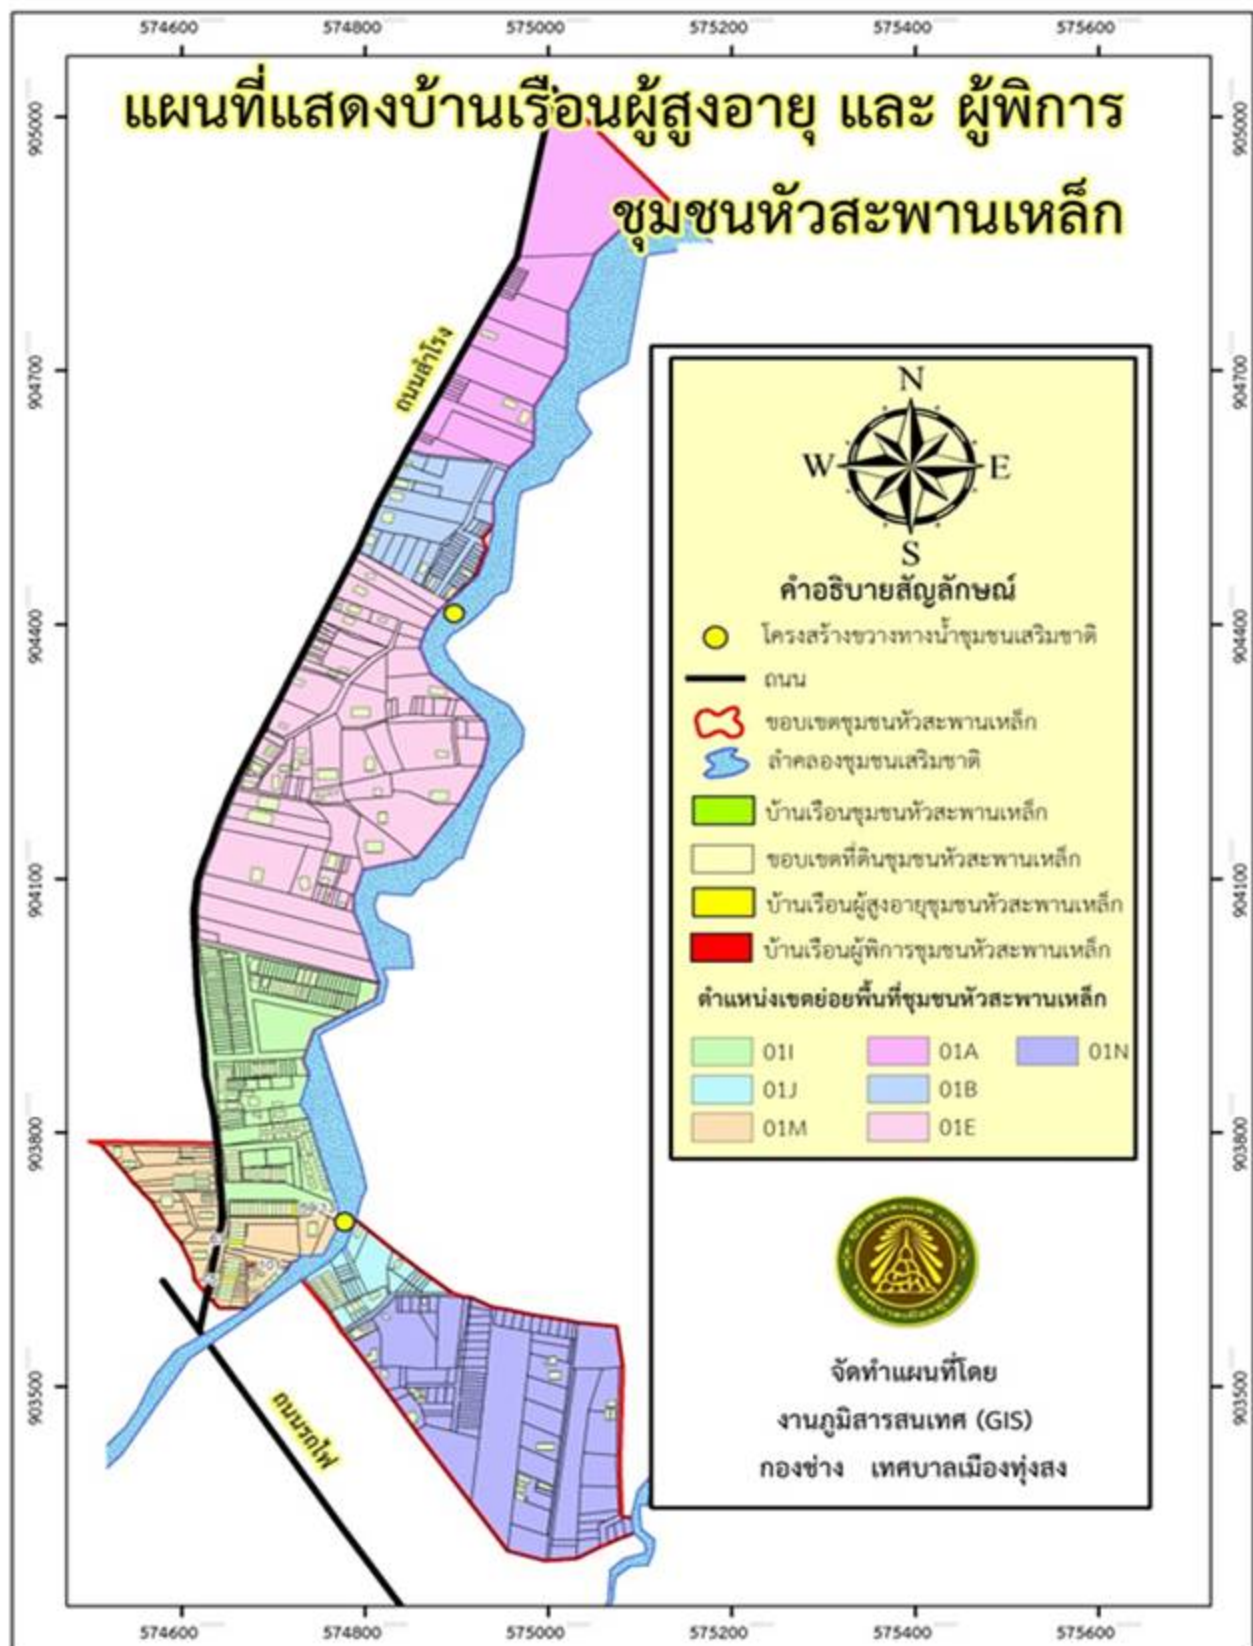 574600 574800 575000 575200 575400 575600
แผนที่แสดงบ้านเรือนผู้สูงอายุ และ ผู้พิการ
ชุมชนหัวสะพานเหล็ก
905000 905000
904700 904700
904400 904400
904100 904100
903800 903800
903500 903500
ถนนสำโรง
ถนนรถไฟ
N
W E
S
คำอธิบายสัญลักษณ์
โครงสร้างขวางทางน้ำชุมชนเสริมชาติ
ถนน
ขอบเขตชุมชนหัวสะพานเหล็ก
ลำคลองชุมชนเสริมชาติ
บ้านเรือนชุมชนหัวสะพานเหล็ก
ขอบเขตที่ดินชุมชนหัวสะพานเหล็ก
บ้านเรือนผู้สูงอายุชุมชนหัวสะพานเหล็ก
บ้านเรือนผู้พิการชุมชนหัวสะพานเหล็ก
ตำแหน่งเขตย่อยพื้นที่ชุมชนหัวสะพานเหล็ก
01I 01A 01N
01J 01B
01M 01E
จัดทำแผนที่โดย
งานภูมิสารสนเทศ (GIS)
กองช่าง เทศบาลเมืองทุ่งสง
574600 574800 575000 575200 575400 575600